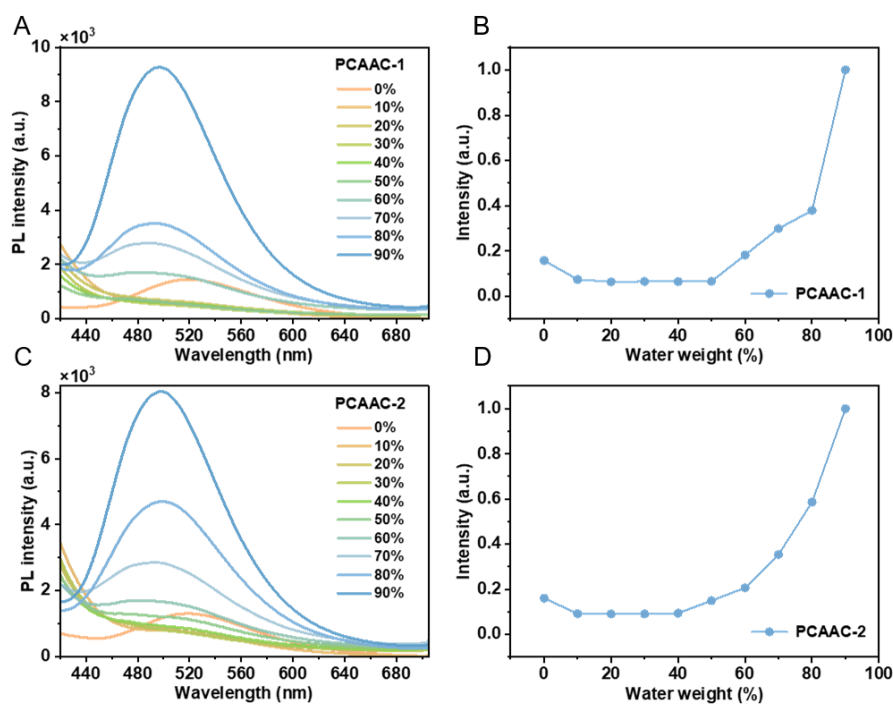 A
×10³
10
8
6
4
2
0
PL intensity (a.u.)
440 480 520 560 600 640
Wavelength (nm)
PCAAC-1
0%
10%
20%
30%
40%
50%
60%
70%
80%
90%
B
1.0
0.8
0.6
0.4
0.2
0.0
Intensity (a.u.)
0 20 40 60 80 100
Water weight (%)
PCAAC-1
C
×10³
8
6
4
2
0
PL intensity (a.u.)
440 480 520 560 600 640
Wavelength (nm)
PCAAC-2
0%
10%
20%
30%
40%
50%
60%
70%
80%
90%
D
1.0
0.8
0.6
0.4
0.2
0.0
Intensity (a.u.)
0 20 40 60 80 100
Water weight (%)
PCAAC-2